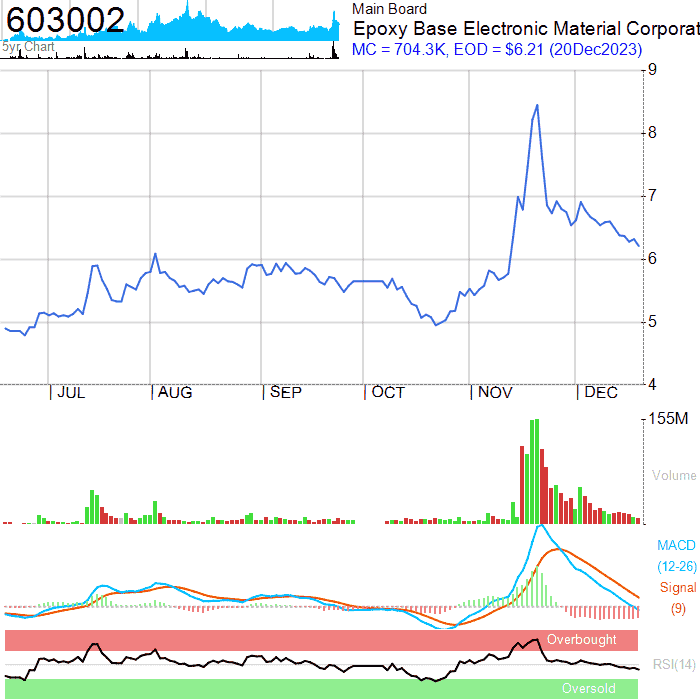 603002
5yr Chart
Main Board
Epoxy Base Electronic Material Corporat
MC = 704.3K, EOD = $6.21 (20Dec2023)
9
8
7
6
5
4
JUL AUG SEP OCT NOV DEC
155M
Volume
MACD
(12-26)
Signal
(9)
Overbought
RSI(14)
Oversold